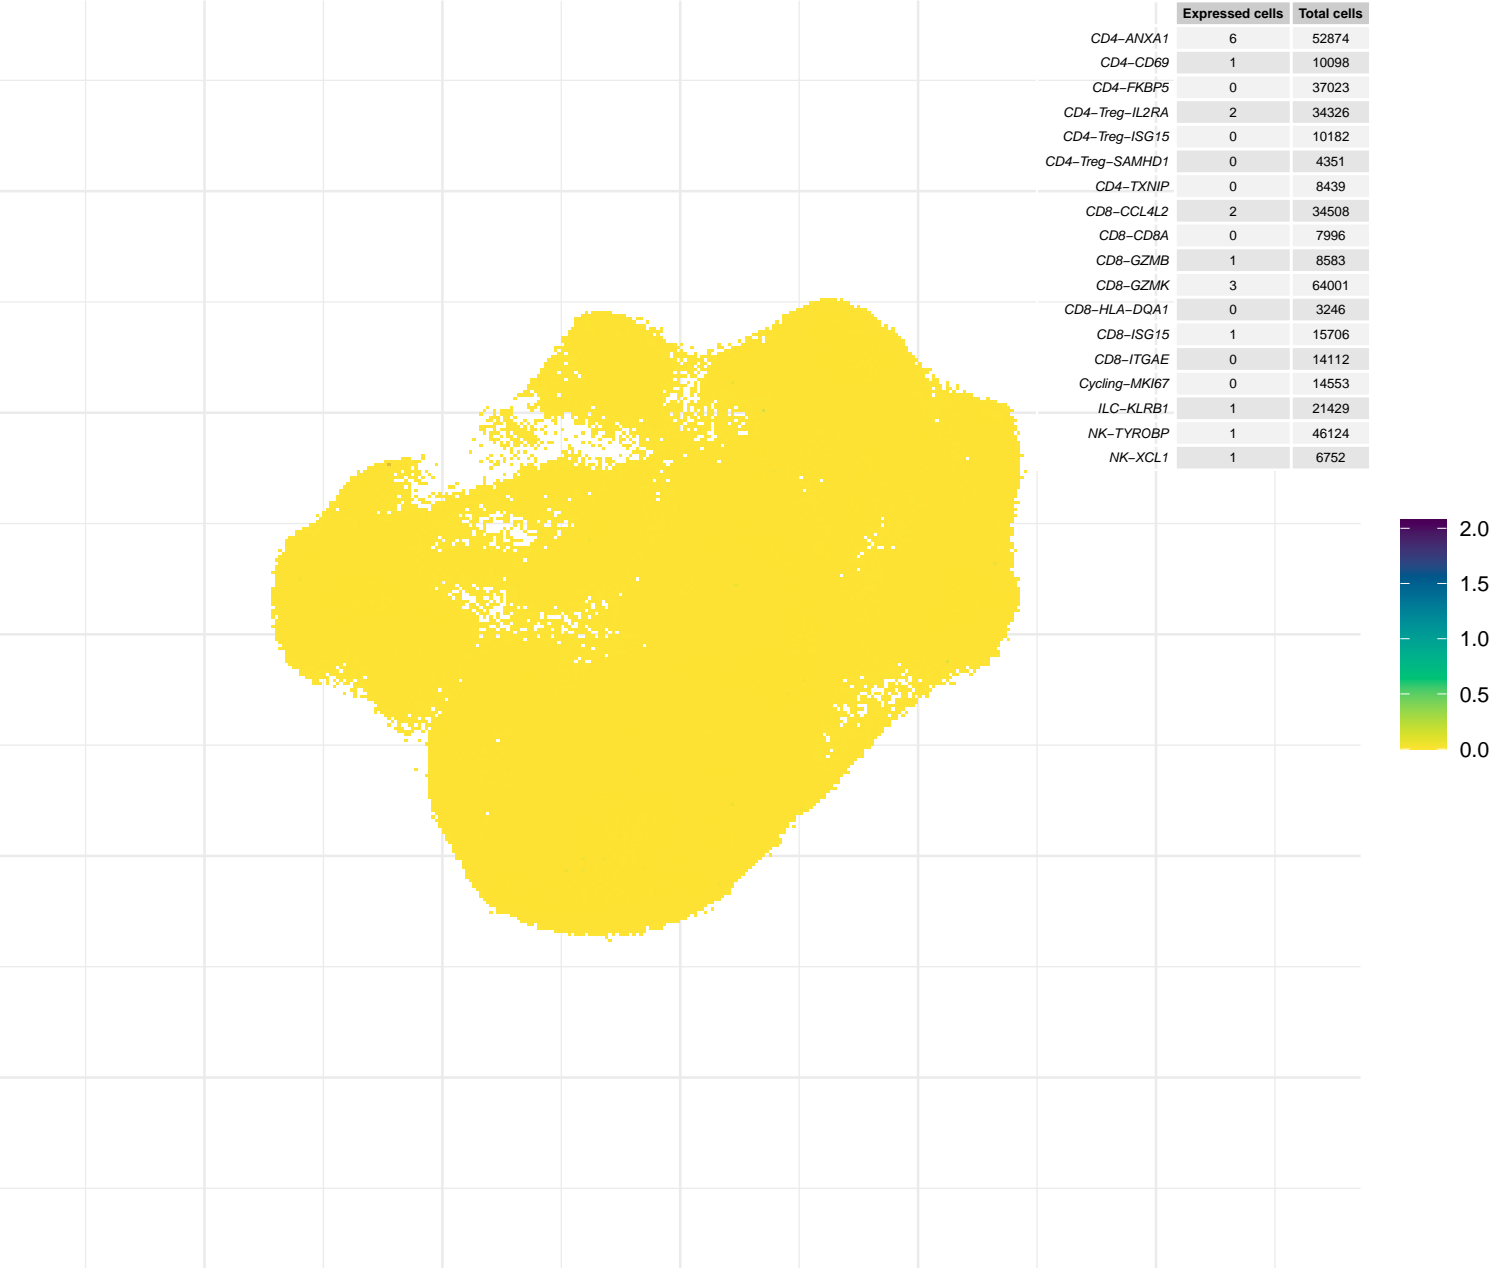 Expressed cells Total cells
CD4−ANXA1 6 52874
CD4−CD69 1 10098
CD4−FKBP5 0 37023
CD4−Treg−IL2RA 2 34326
CD4−Treg−ISG15 0 10182
CD4−Treg−SAMHD1 0 4351
CD4−TXNIP 0 8439
CD8−CCL4L2 2 34508
CD8−CD8A 0 7996
CD8−GZMB 1 8583
CD8−GZMK 3 64001
CD8−HLA−DQA1 0 3246
CD8−ISG15 1 15706
CD8−ITGAE 0 14112
Cycling−MKI67 0 14553
ILC−KLRB1 1 21429
NK−TYROBP 1 46124
NK−XCL1 1 6752
2.0
1.5
1.0
0.5
0.0